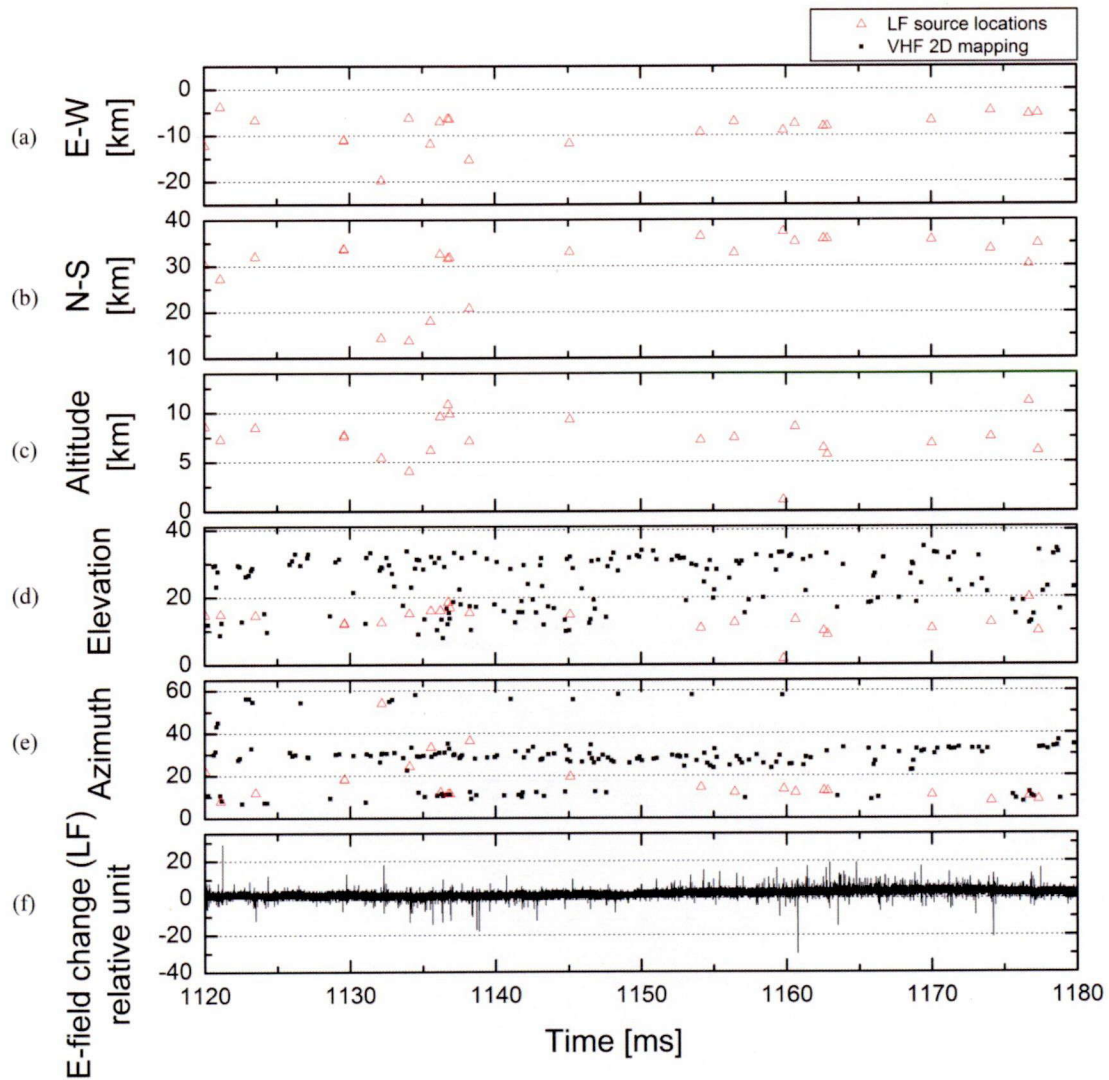 LF source locations
VHF 2D mapping
(a)
E-W
[km]
0
-10
-20
(b)
N-S
[km]
40
30
20
10
(c)
Altitude
[km]
10
5
0
(d)
Elevation
40
20
0
(e)
Azimuth
60
40
20
0
(f)
E-field change (LF)
relative unit
20
0
-20
-40
1120
1130
1140
1150
1160
1170
1180
Time [ms]